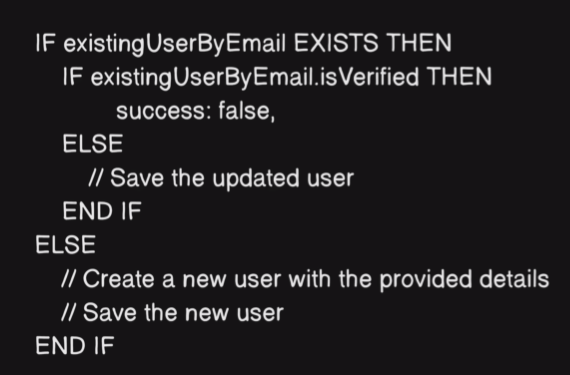 IF existingUserByEmail EXISTS THEN
IF existingUserByEmail.isVerified THEN
success: false,
ELSE
// Save the updated user
END IF
ELSE
// Create a new user with the provided details
// Save the new user
END IF